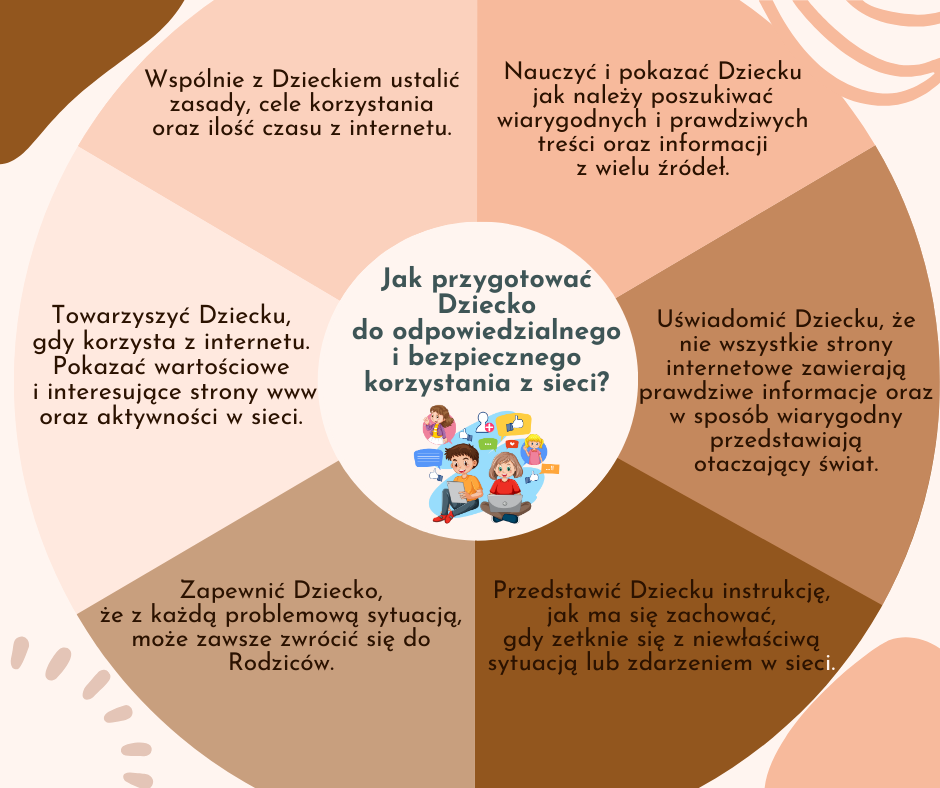 Wspólnie z Dzieckiem ustalić
zasady, cele korzystania
oraz ilość czasu z internetu.
Nauczyć i pokazać Dziecku
jak należy poszukiwać
wiarygodnych i prawdziwych
treści oraz informacji
z wielu źródeł.
Jak przygotować
Dziecko
do odpowiedzialnego
i bezpiecznego
korzystania z sieci?
Towarzyszyć Dziecku,
gdy korzysta z internetu.
Pokazać wartościowe
i interesujące strony www
oraz aktywności w sieci.
Uświadomić Dziecku, że
nie wszystkie strony
internetowe zawierają
prawdziwe informacje oraz
w sposób wiarygodny
przedstawiają
otaczający świat.
Zapewnić Dziecko,
że z każdą problemową sytuacją,
może zawsze zwrócić się do
Rodziców.
Przedstawić Dziecku instrukcję,
jak ma się zachować,
gdy zetknie się z niewłaściwą
sytuacją lub zdarzeniem w sieci.